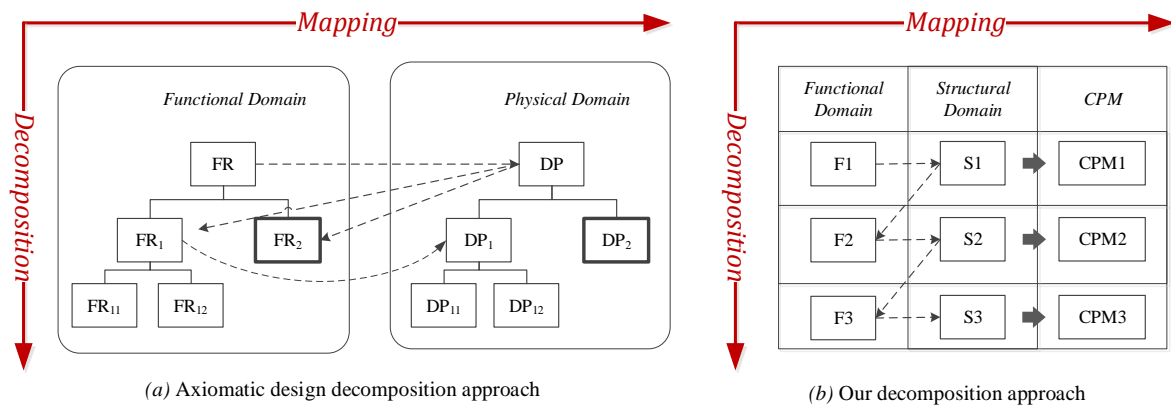 Mapping
Decomposition
Functional Domain
Physical Domain
FR
DP
FR₁
FR₂
DP₁
DP₂
FR₁₁
FR₁₂
DP₁₁
DP₁₂
(a) Axiomatic design decomposition approach
Mapping
Decomposition
Functional
Domain
Structural
Domain
CPM
F1
S1
CPM1
F2
S2
CPM2
F3
S3
CPM3
(b) Our decomposition approach